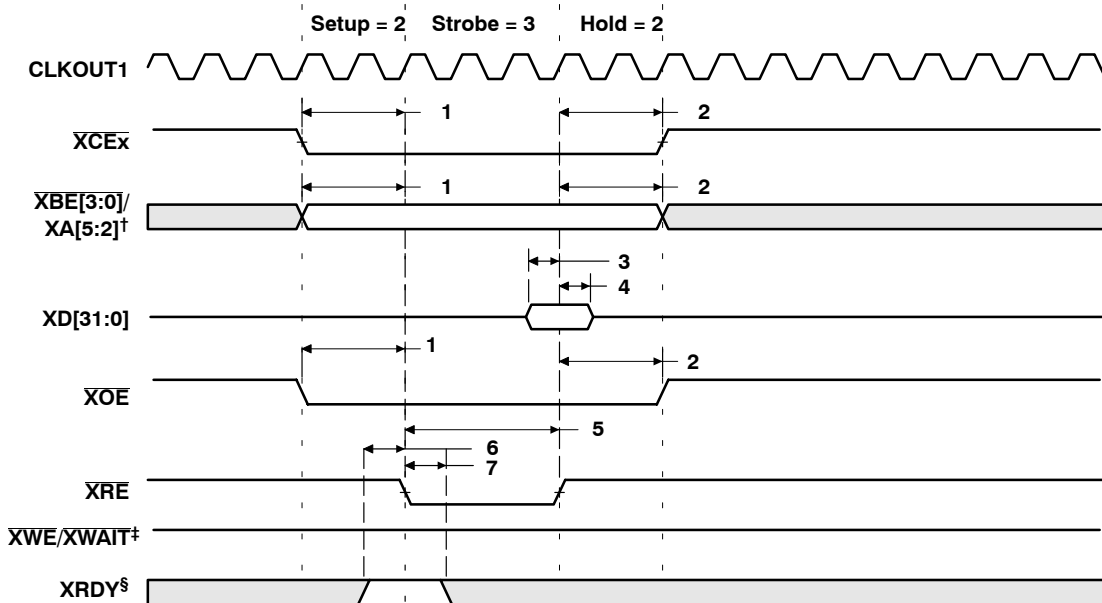 Setup = 2 Strobe = 3 Hold = 2
CLKOUT1
1 2
XCEx
1 2
XBE[3:0]/
XA[5:2]†
3
4
XD[31:0]
1
2
XOE
5
6
7
XRE
XWE/XWAIT‡
XRDY§